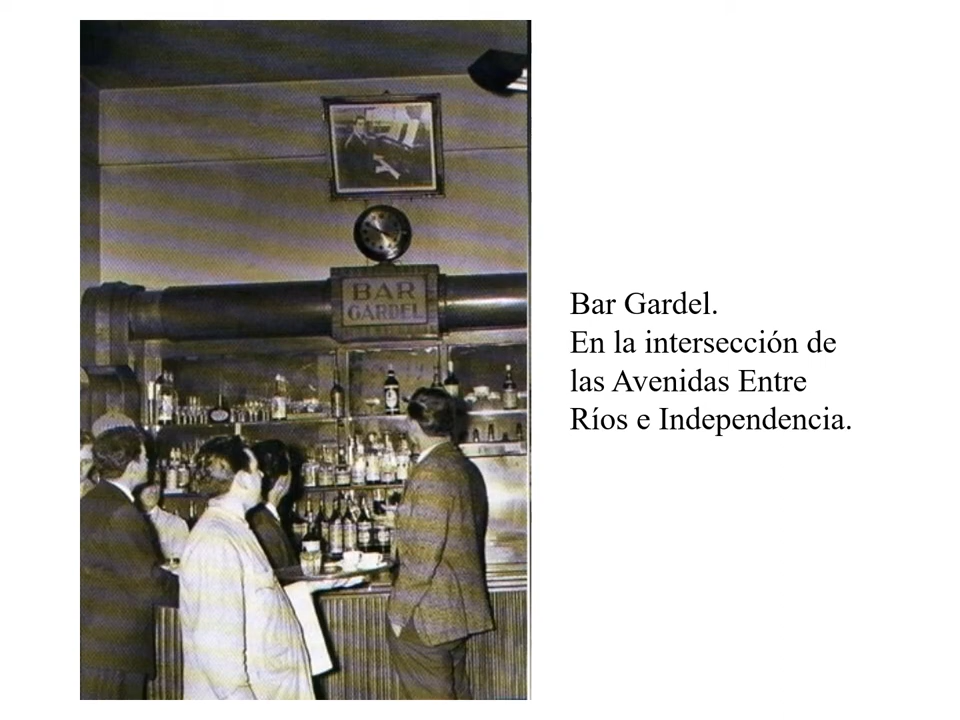 BAR
GARDEL
Bar Gardel.
En la intersección de
las Avenidas Entre
Ríos e Independencia.